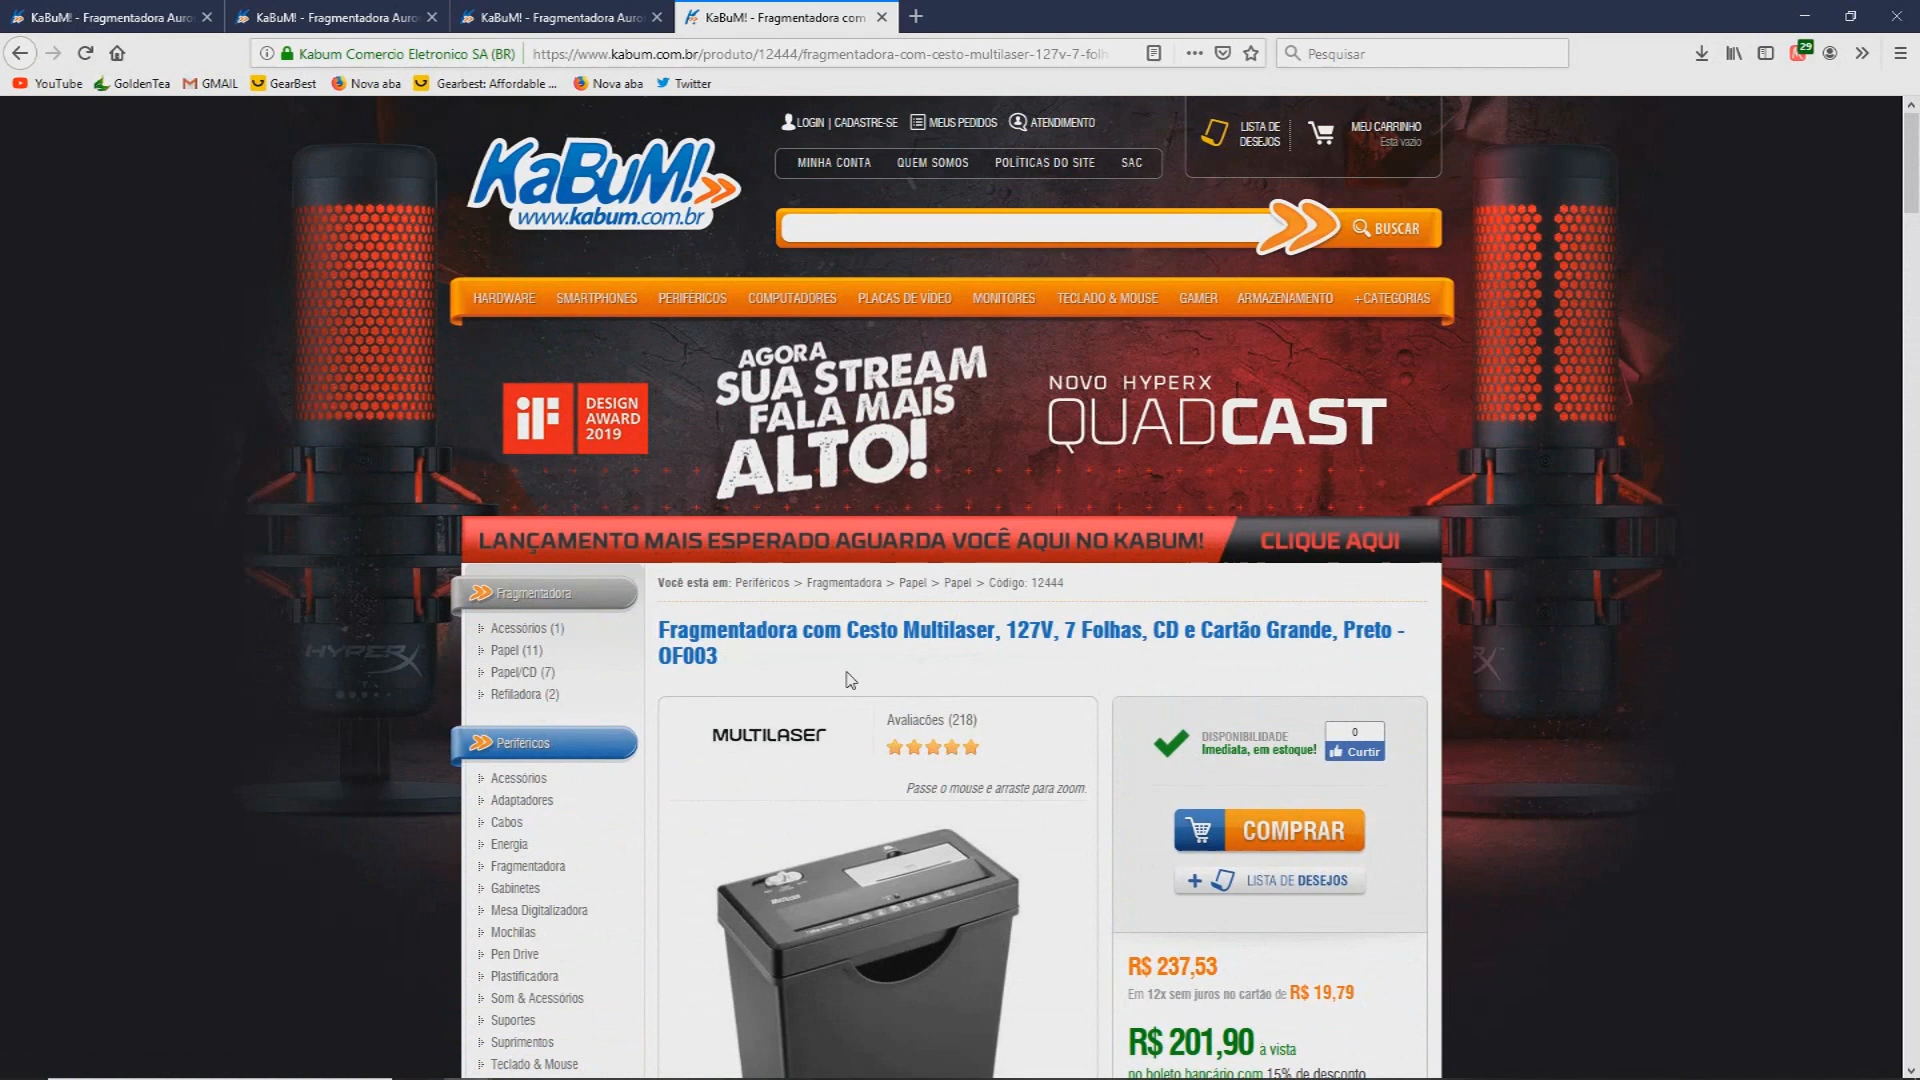 KaBuM! - Fragmentadora Auro
KaBuM! - Fragmentadora Auro
KaBuM! - Fragmentadora Auro
KaBuM! - Fragmentadora com
Kabum Comercio Eletronico SA (BR)
https://www.kabum.com.br/produto/12444/fragmentadora-com-cesto-multilaser-127v-7-folh
Pesquisar
29
YouTube
GoldenTea
GMAIL
GearBest
Nova aba
Gearbest: Affordable ...
Nova aba
Twitter
KaBuM!
www.kabum.com.br
LOGIN | CADASTRE-SE
MEUS PEDIDOS
ATENDIMENTO
MINHA CONTA
QUEM SOMOS
POLÍTICAS DO SITE
SAC
LISTA DE
DESEJOS
MEU CARRINHO
Está vazio
BUSCAR
HARDWARE
SMARTPHONES
PERIFÉRICOS
COMPUTADORES
PLACAS DE VÍDEO
MONITORES
TECLADO & MOUSE
GAMER
ARMAZENAMENTO
+CATEGORIAS
iF
DESIGN
AWARD
2019
AGORA
SUA STREAM
FALA MAIS
ALTO!
NOVO HYPERX
QUADCAST
LANÇAMENTO MAIS ESPERADO AGUARDA VOCÊ AQUI NO KABUM!
CLIQUE AQUI
HYPERX
Fragmentadora
Acessórios (1)
Papel (11)
Papel/CD (7)
Refiladora (2)
Periféricos
Acessórios
Adaptadores
Cabos
Energia
Fragmentadora
Gabinetes
Mesa Digitalizadora
Mochilas
Pen Drive
Plastificadora
Som & Acessórios
Suportes
Suprimentos
Teclado & Mouse
Você está em: Periféricos > Fragmentadora > Papel > Papel > Código: 12444
Fragmentadora com Cesto Multilaser, 127V, 7 Folhas, CD e Cartão Grande, Preto -
OF003
MULTILASER
Avaliacões (218)
Passe o mouse e arraste para zoom.
DISPONIBILIDADE
Imediata, em estoque!
0
Curtir
COMPRAR
+ LISTA DE DESEJOS
R$ 237,53
Em 12x sem juros no cartão de R$ 19,79
R$ 201,90 à vista
no boleto bancário com 15% de desconto